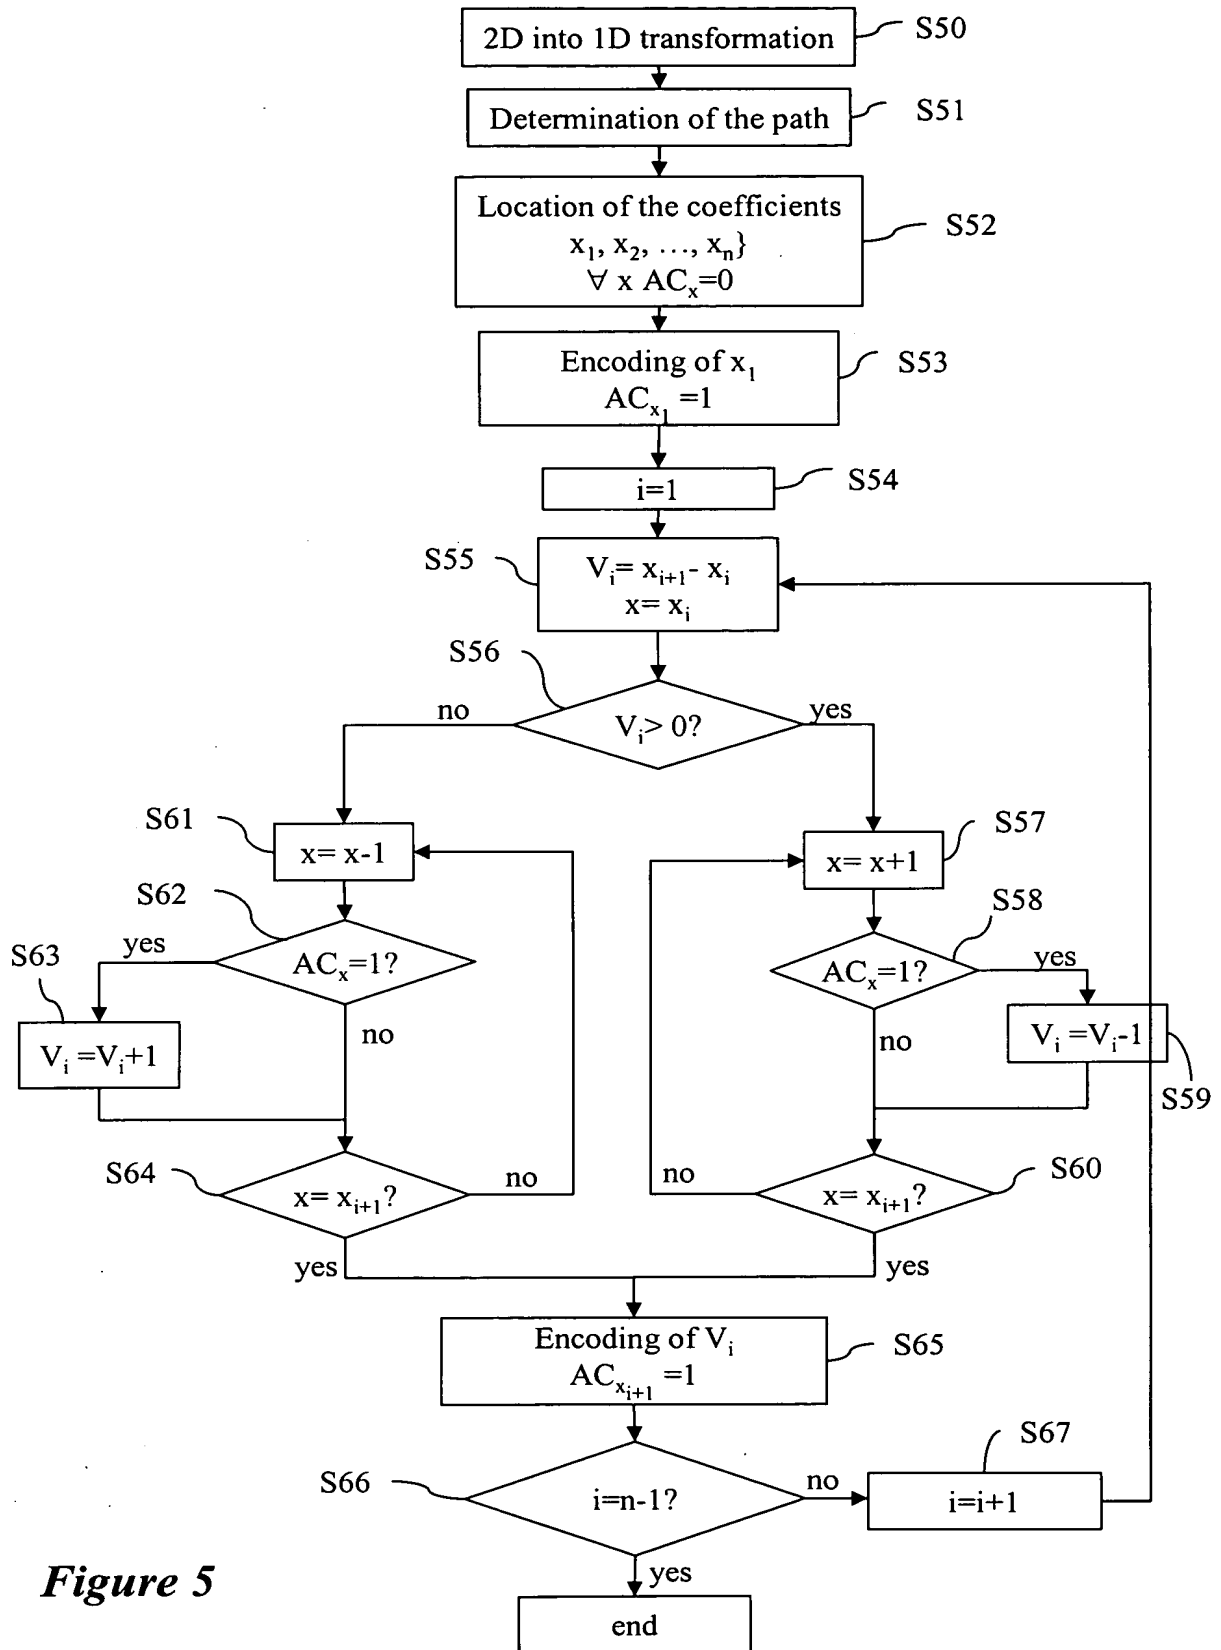 2D into 1D transformation
S50
Determination of the path
S51
Location of the coefficients
x₁, x₂, …, xₙ}
∀ x ACₓ=0
S52
Encoding of x₁
AC_{x₁} =1
S53
i=1
S54
S55
Vᵢ= xᵢ₊₁- xᵢ
x= xᵢ
S56
no
Vᵢ> 0?
yes
S61
x= x-1
S57
x= x+1
S62
yes
ACₓ=1?
no
S58
ACₓ=1?
yes
no
S63
Vᵢ =Vᵢ+1
Vᵢ =Vᵢ-1
S59
S64
x= xᵢ₊₁?
no
yes
no
x= xᵢ₊₁?
S60
yes
Encoding of Vᵢ
AC_{xᵢ₊₁} =1
S65
S66
i=n-1?
no
S67
i=i+1
yes
end
Figure 5